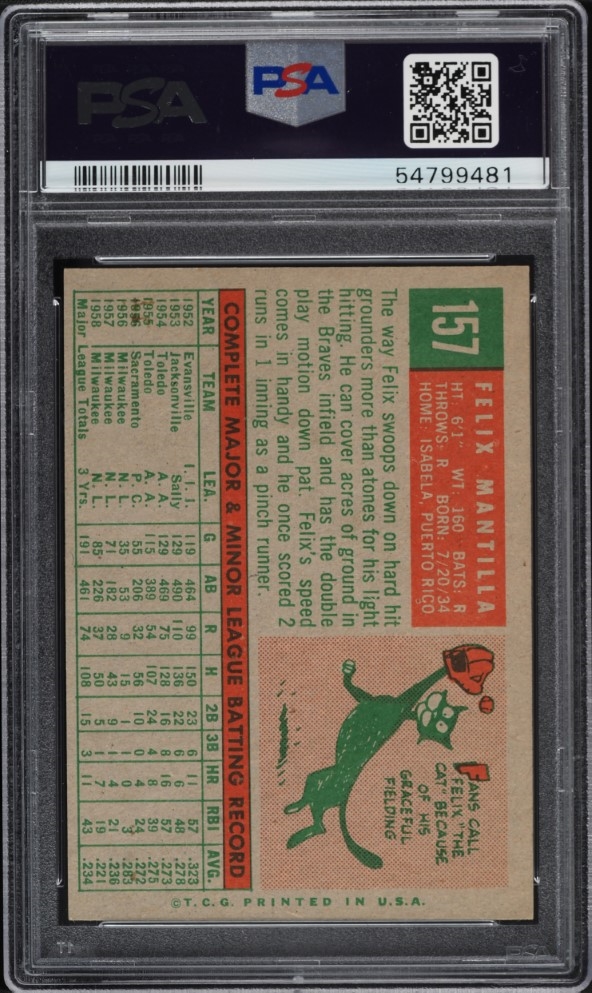 PSA
PSA
54799481
157
FELIX MANTILLA
HT: 6'1" WT: 160 BATS: R
THROWS: R BORN: 7/20/34
HOME: ISABELA, PUERTO RICO
The way Felix swoops down on hard hit
grounders more than atones for his light
hitting. He can cover acres of ground in
the Braves infield and has the double
play motion down pat. Felix's speed
comes in handy and he once scored 2
runs in 1 inning as a pinch runner.
FANS CALL
FELIX, "THE
CAT" BECAUSE
OF HIS
GRACEFUL
FIELDING
COMPLETE MAJOR & MINOR LEAGUE BATTING RECORD
YEAR TEAM LEA. G AB R H 2B 3B HR RBI AVG.
1952 Evansville I. I. I. 119 464 99 150 23 6 11 57 .323
1953 Jacksonville Sally 129 490 110 136 22 6 6 48 .278
1954 Toledo A. A. 129 469 75 128 36 8 16 57 .273
1955 Toledo A. A. 115 389 54 107 24 4 8 39 .275
1956 Sacramento P. C. 55 206 32 56 10 0 4 24 .272
1956 Milwaukee N. L. 35 53 9 15 1 0 3 .283
1957 Milwaukee N. L. 71 182 28 43 9 1 4 21 .236
1958 Milwaukee N. L. 85 226 37 50 5 1 7 19 .221
Major League Totals 3 Yrs. 191 461 74 108 15 3 11 43 .234
©T.C.G. PRINTED IN U.S.A.
PSA